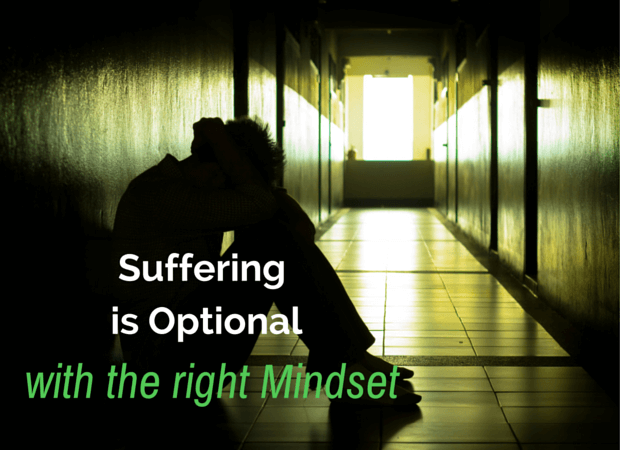 Suffering
is Optional
with the right Mindset